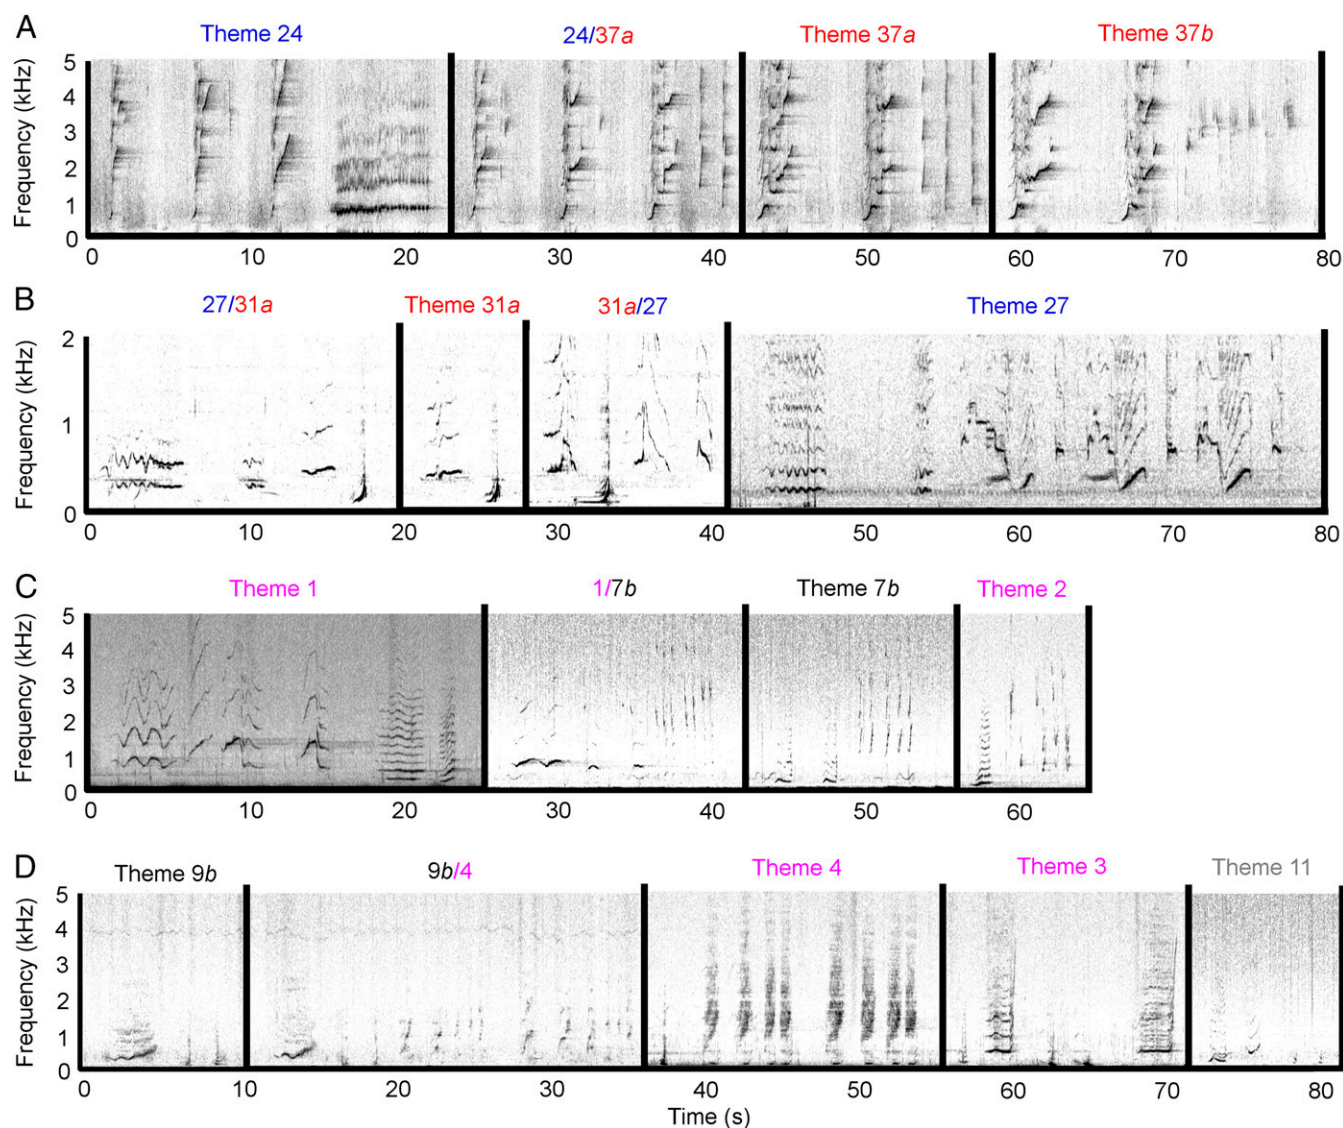 A
Theme 24 24/37a Theme 37a Theme 37b
Frequency (kHz)
5
4
3
2
1
0
0 10 20 30 40 50 60 70 80
B
27/31a Theme 31a 31a/27 Theme 27
Frequency (kHz)
2
1
0
0 10 20 30 40 50 60 70 80
C
Theme 1 1/7b Theme 7b Theme 2
Frequency (kHz)
5
4
3
2
1
0
0 10 30 40 50 60
D
Theme 9b 9b/4 Theme 4 Theme 3 Theme 11
Frequency (kHz)
5
4
3
2
1
0
0 10 20 30 40 50 60 70 80
Time (s)